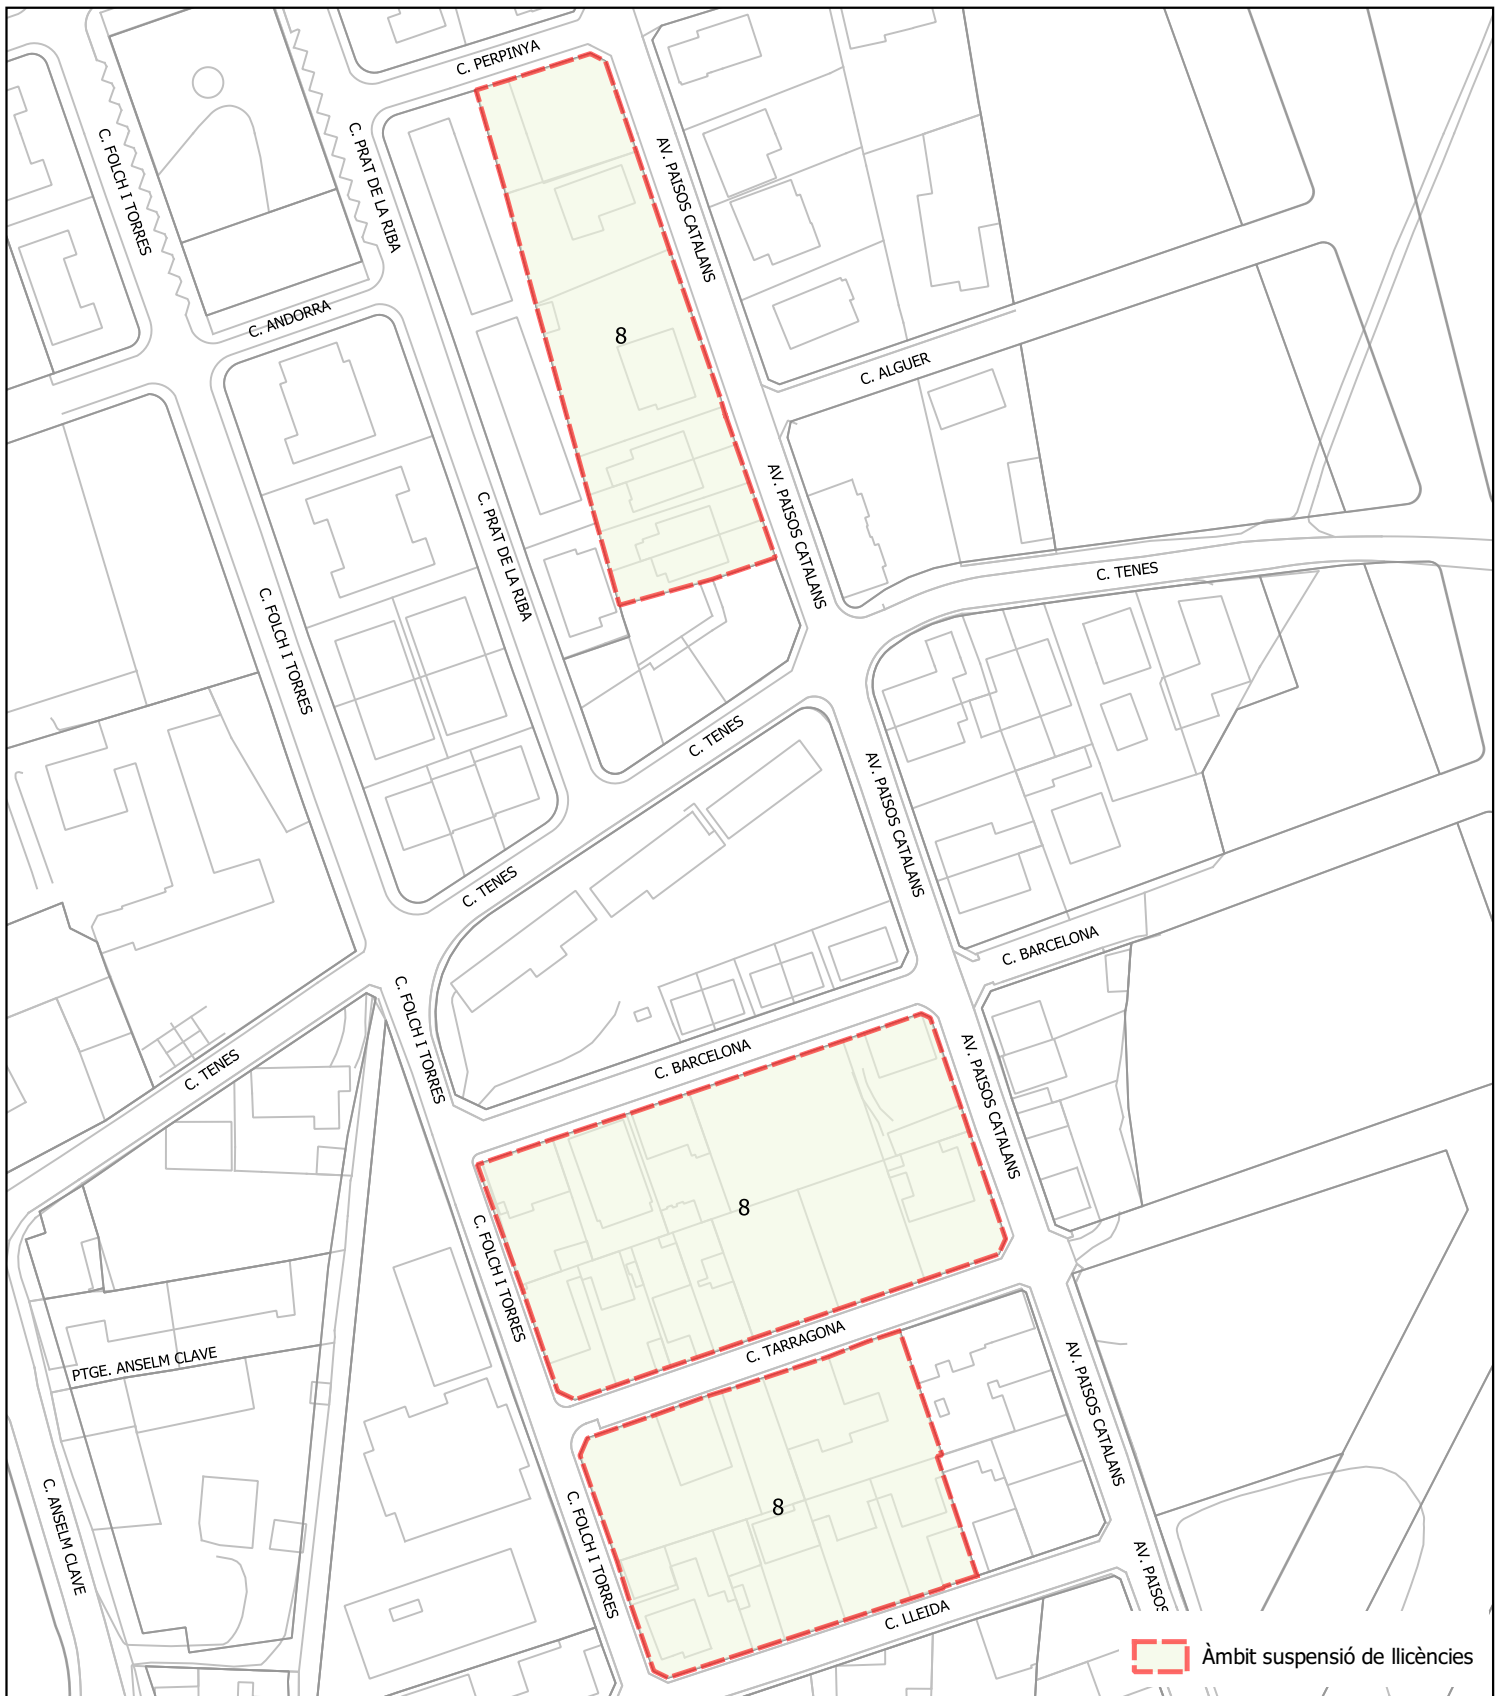 C. PERPINYA
C. FOLCH I TORRES
C. PRAT DE LA RIBA
AV. PAISOS CATALANS
C. ANDORRA
8
C. ALGUER
AV. PAISOS CATALANS
C. PRAT DE LA RIBA
C. TENES
C. FOLCH I TORRES
C. TENES
AV. PAISOS CATALANS
C. TENES
C. BARCELONA
C. FOLCH I TORRES
C. TENES
C. BARCELONA
AV. PAISOS CATALANS
8
C. FOLCH I TORRES
C. TARRAGONA
PTGE. ANSELM CLAVE
AV. PAISOS CATALANS
C. ANSELM CLAVE
C. FOLCH I TORRES
8
AV. PAISOS
C. LLEIDA
Àmbit suspensió de llicències